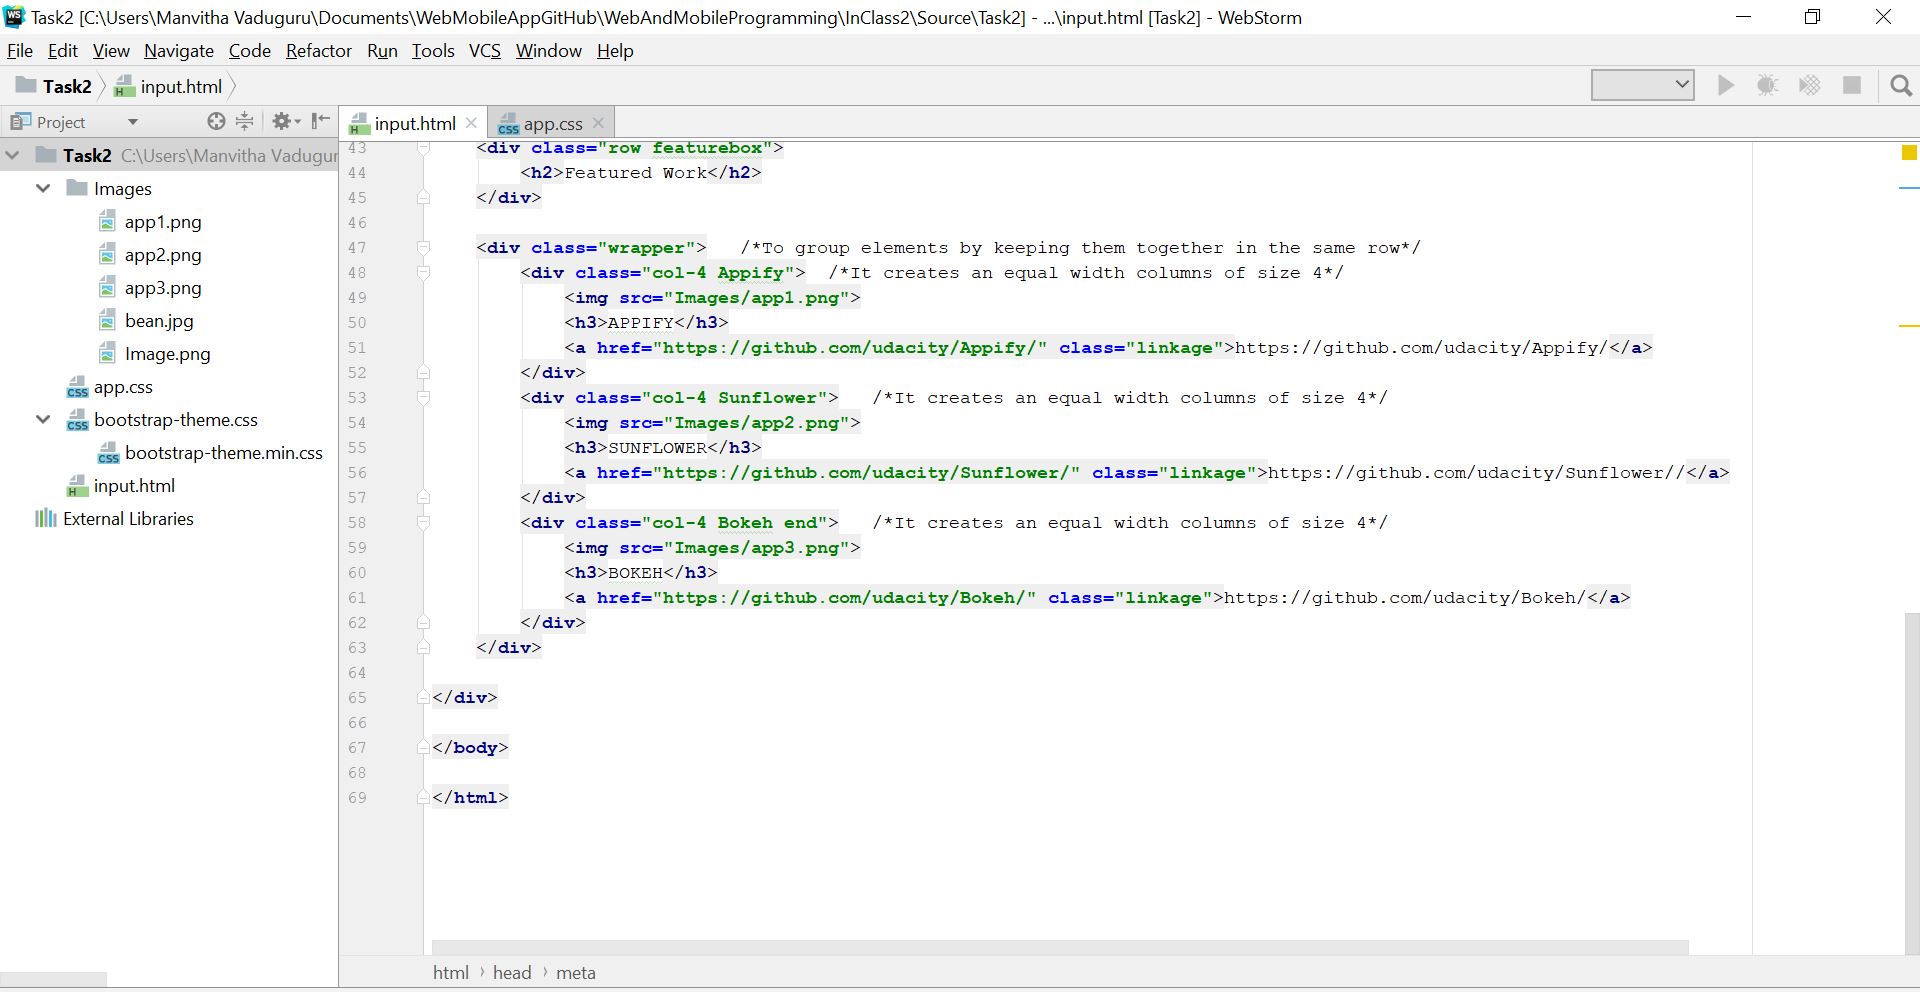 Task2 [C:\Users\Manvitha Vaduguru\Documents\WebMobileAppGitHub\WebAndMobileProgramming\InClass2\Source\Task2] - ...\input.html [Task2] - WebStorm
File Edit View Navigate Code Refactor Run Tools VCS Window Help
Task2 input.html
Project
input.html app.css
Task2 C:\Users\Manvitha Vadugur
Images
app1.png
app2.png
app3.png
bean.jpg
Image.png
app.css
bootstrap-theme.css
bootstrap-theme.min.css
input.html
External Libraries
43 <div class="row featurebox">
44 <h2>Featured Work</h2>
45 </div>
46
47 <div class="wrapper"> /*To group elements by keeping them together in the same row*/
48 <div class="col-4 Appify"> /*It creates an equal width columns of size 4*/
49 <img src="Images/app1.png">
50 <h3>APPIFY</h3>
51 <a href="https://github.com/udacity/Appify/" class="linkage">https://github.com/udacity/Appify/</a>
52 </div>
53 <div class="col-4 Sunflower"> /*It creates an equal width columns of size 4*/
54 <img src="Images/app2.png">
55 <h3>SUNFLOWER</h3>
56 <a href="https://github.com/udacity/Sunflower/" class="linkage">https://github.com/udacity/Sunflower//</a>
57 </div>
58 <div class="col-4 Bokeh end"> /*It creates an equal width columns of size 4*/
59 <img src="Images/app3.png">
60 <h3>BOKEH</h3>
61 <a href="https://github.com/udacity/Bokeh/" class="linkage">https://github.com/udacity/Bokeh/</a>
62 </div>
63 </div>
64
65 </div>
66
67 </body>
68
69 </html>
html › head › meta